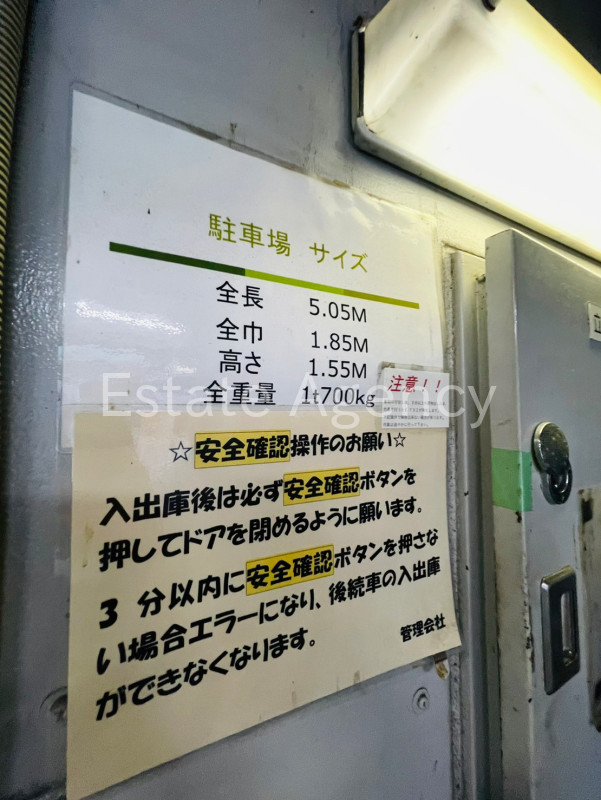 駐車場 サイズ
全長 5.05M
全巾 1.85M
高さ 1.55M
全重量 1t700kg
Estate Agency
注意!!
☆安全確認操作のお願い☆
入出庫後は必ず安全確認ボタンを
押してドアを閉めるように願います。
3 分以内に安全確認ボタンを押さな
い場合エラーになり、後続車の入出庫
ができなくなります。
管理会社